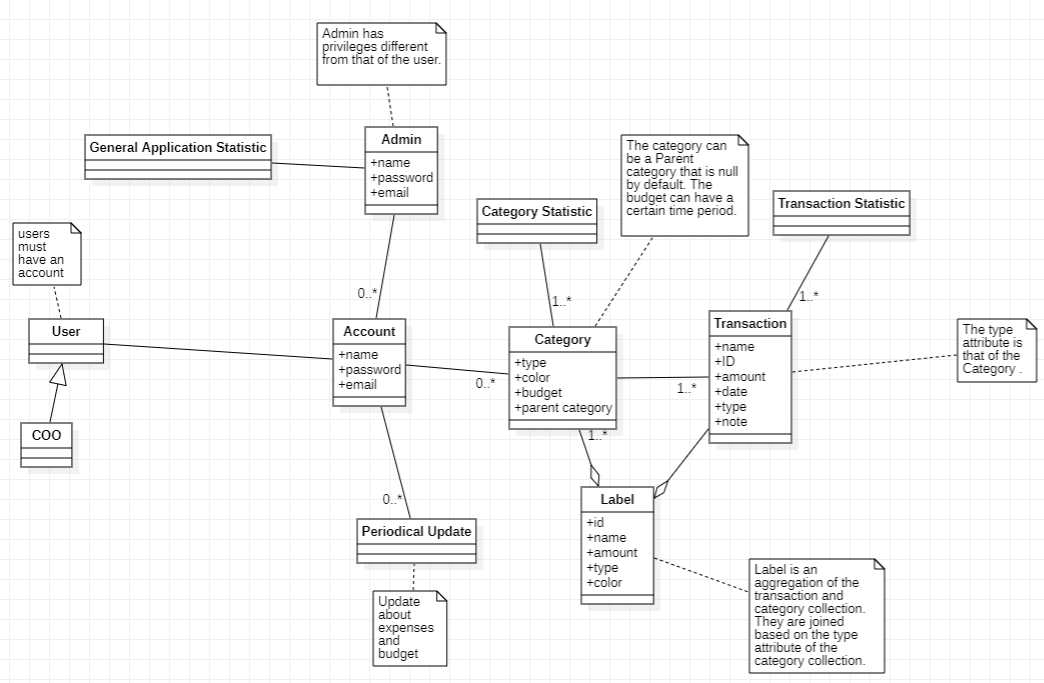 Admin has
privileges different
from that of the user.
General Application Statistic
Admin
+name
+password
+email
The category can
be a Parent
category that is null
by default. The
budget can have a
certain time period.
Category Statistic
Transaction Statistic
users
must
have an
account
0..*
1..*
1..*
User
Account
+name
+password
+email
Category
+type
+color
+budget
+parent category
Transaction
+name
+ID
+amount
+date
+type
+note
The type
attribute is
that of the
Category .
0..*
1..*
COO
1..*
0..*
Label
+id
+name
+amount
+type
+color
Periodical Update
Update
about
expenses
and
budget
Label is an
aggregation of the
transaction and
category collection.
They are joined
based on the type
attribute of the
category collection.